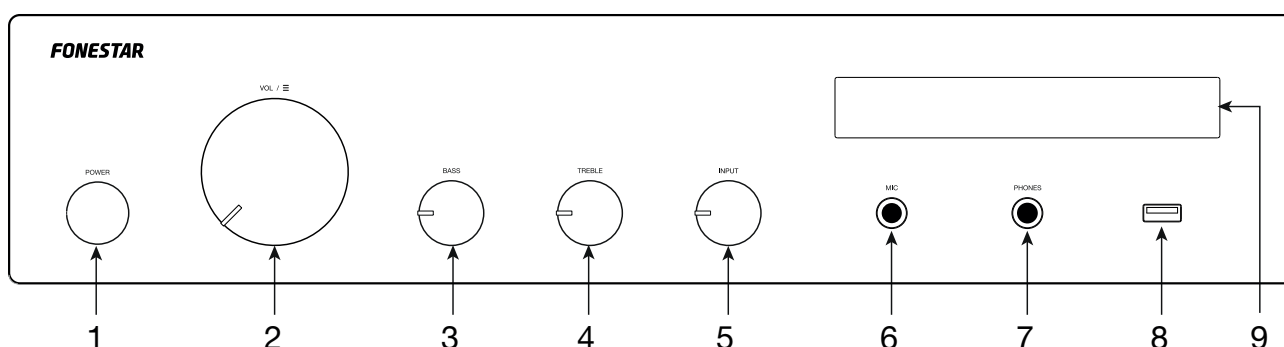 FONESTAR
VOL / ☰
POWER
BASS
TREBLE
INPUT
MIC
PHONES
1 2 3 4 5 6 7 8 9